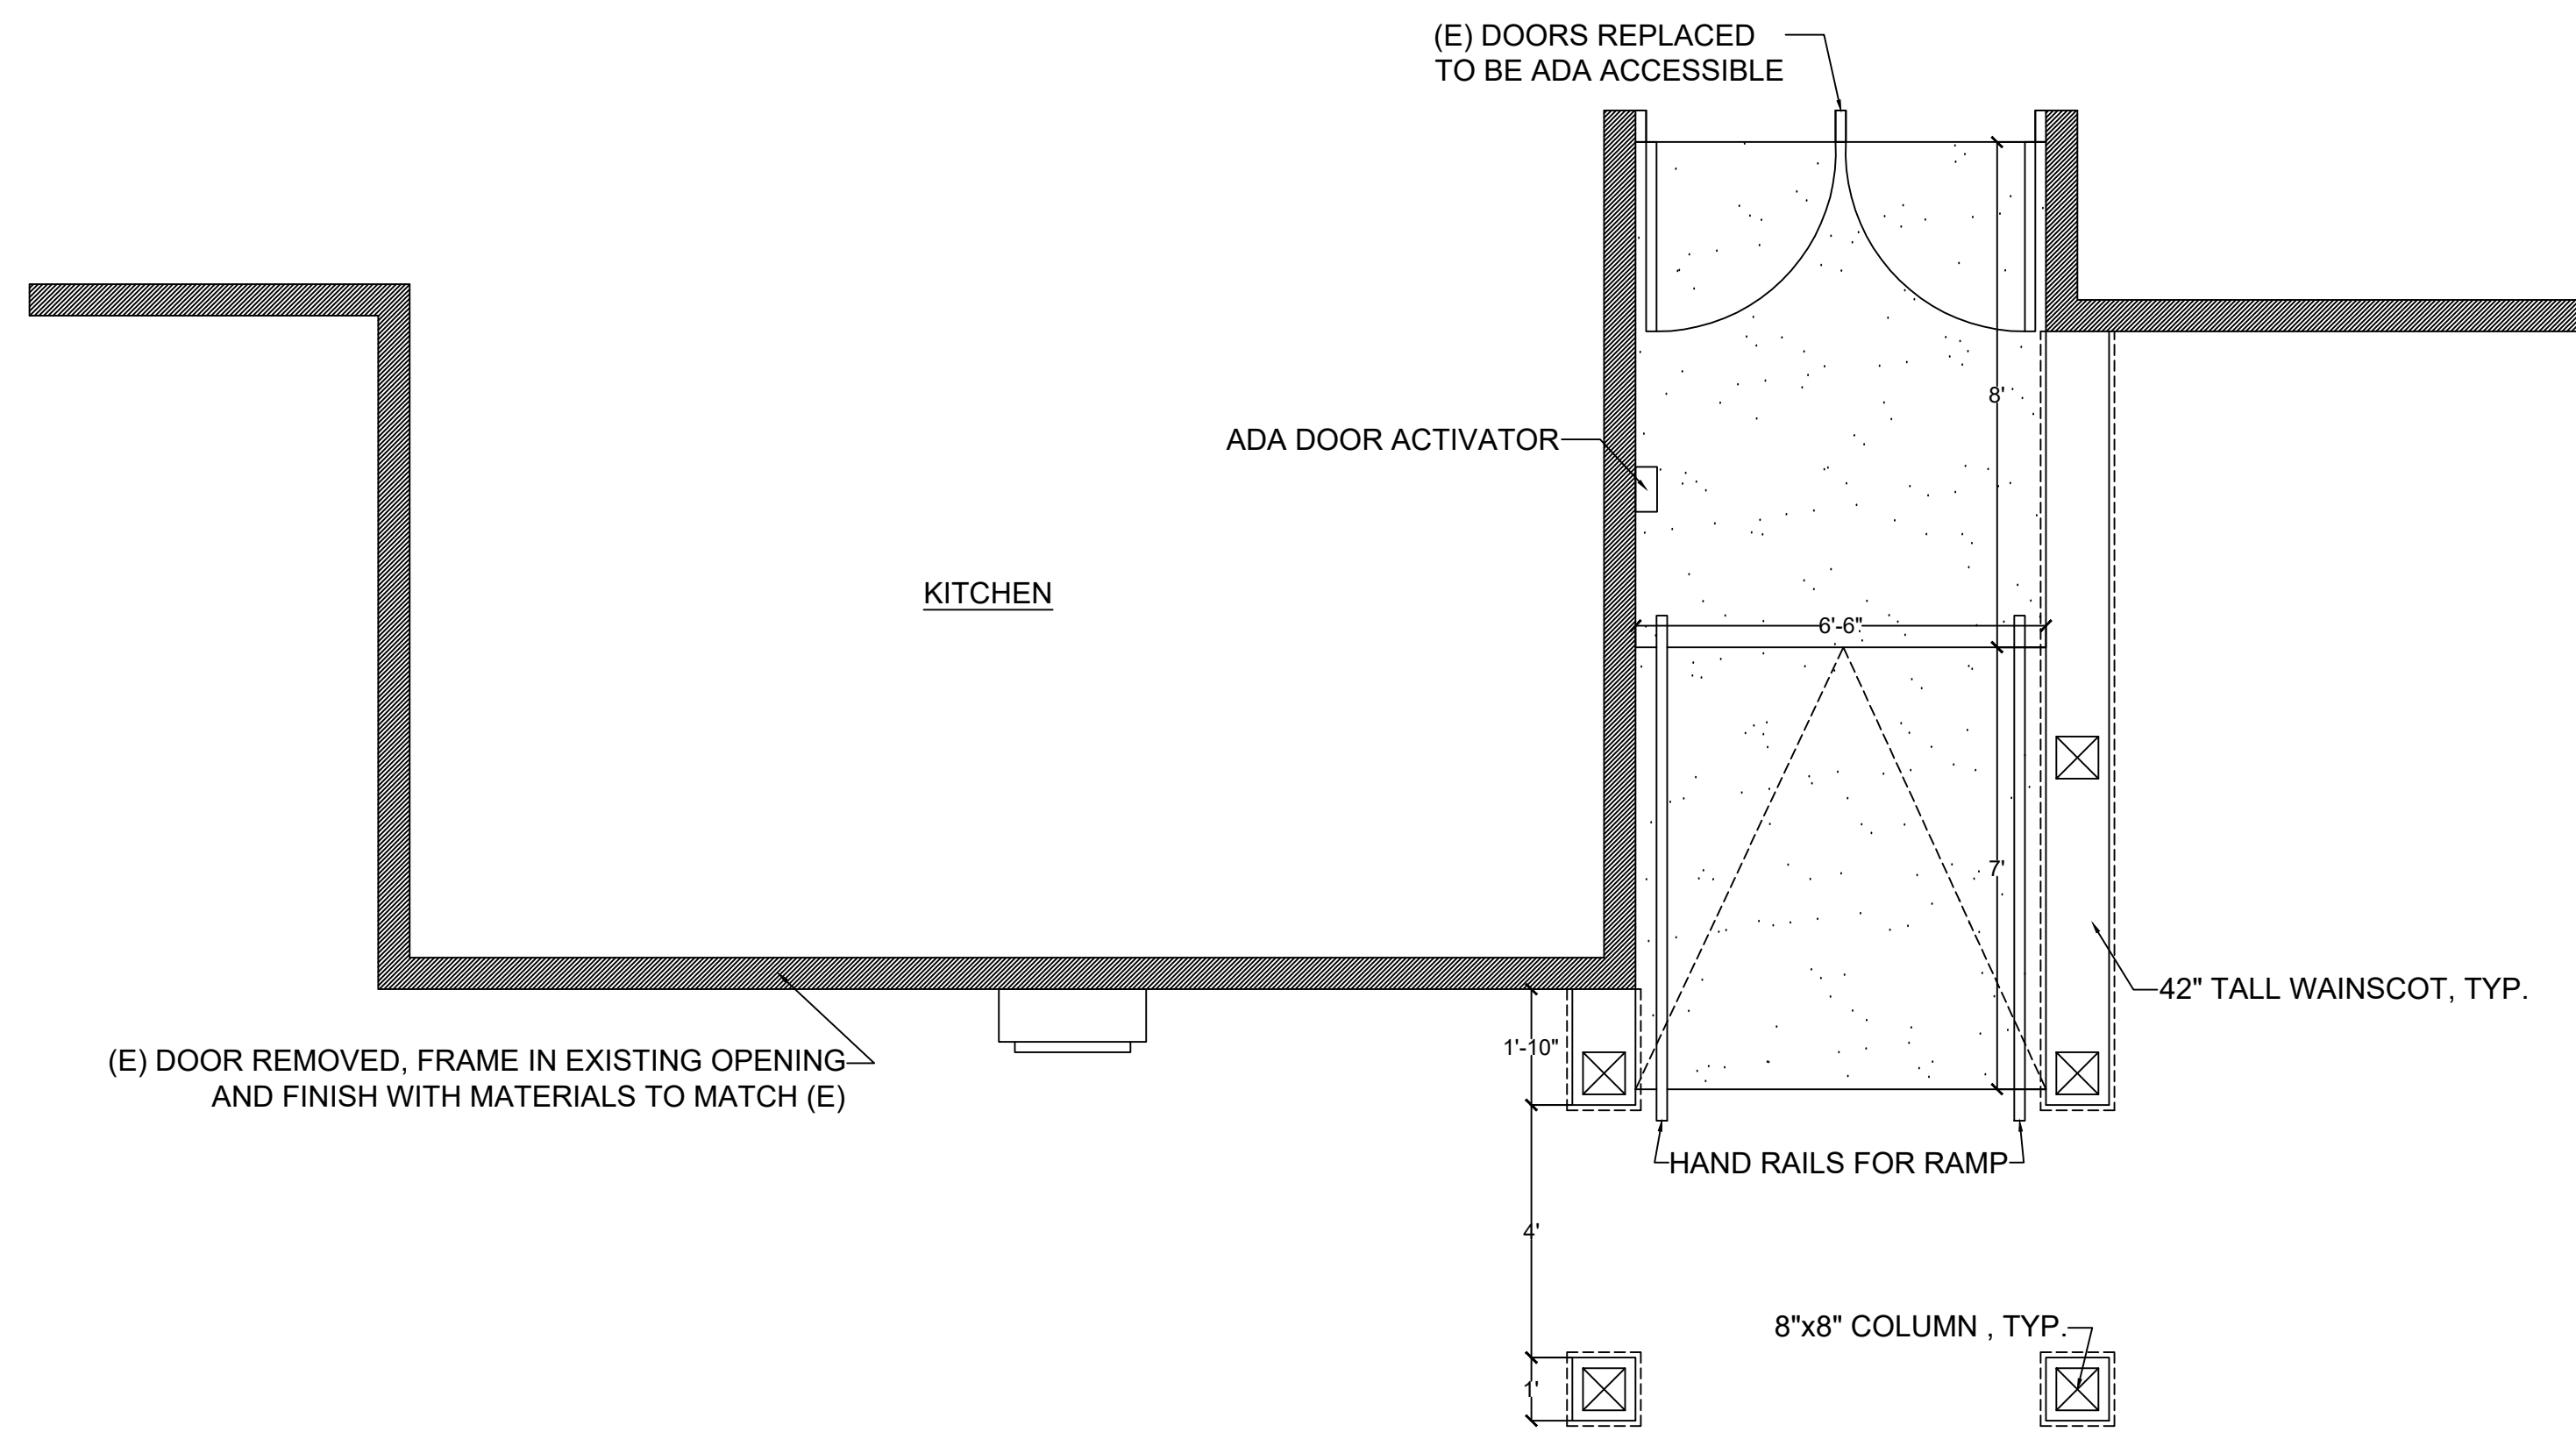 (E) DOORS REPLACED
TO BE ADA ACCESSIBLE
8'
ADA DOOR ACTIVATOR
KITCHEN
6'-6"
7'
42" TALL WAINSCOT, TYP.
1'-10"
(E) DOOR REMOVED, FRAME IN EXISTING OPENING
AND FINISH WITH MATERIALS TO MATCH (E)
HAND RAILS FOR RAMP
4'
8"x8" COLUMN , TYP.
1'